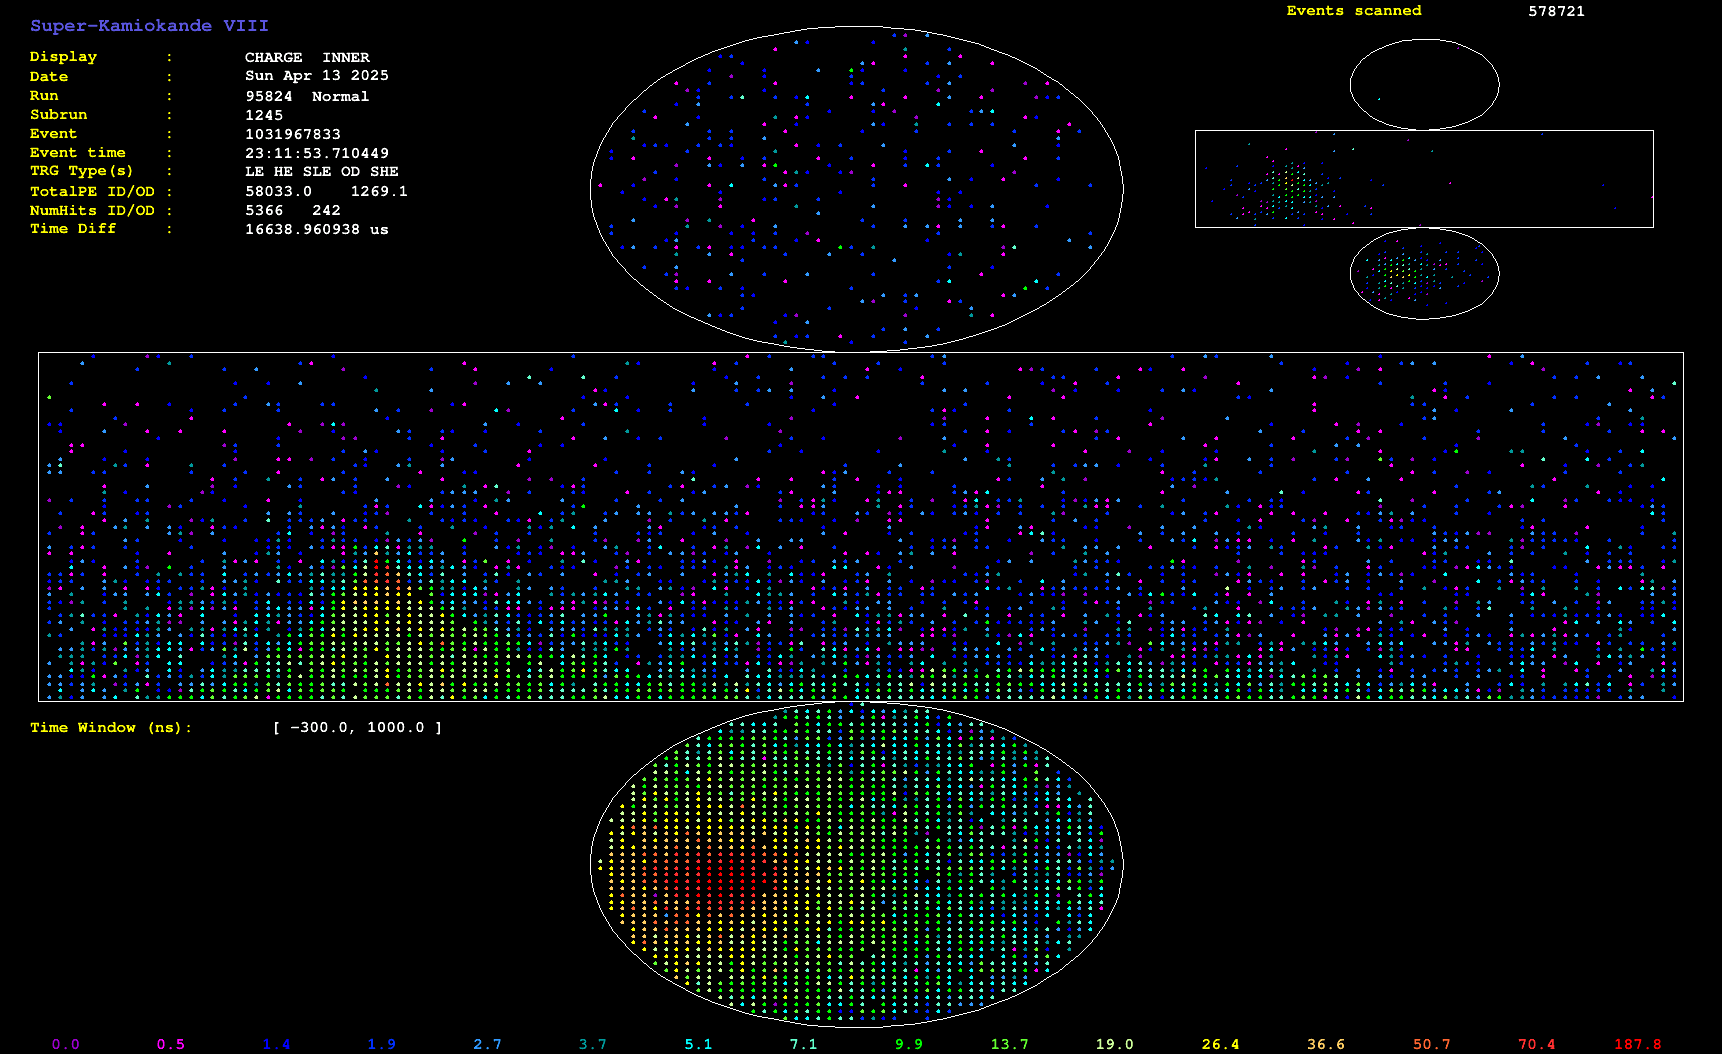 Super-Kamiokande VIII
Events scanned 578721
Display : CHARGE INNER
Date : Sun Apr 13 2025
Run : 95824 Normal
Subrun : 1245
Event : 1031967833
Event time : 23:11:53.710449
TRG Type(s) : LE HE SLE OD SHE
TotalPE ID/OD : 58033.0 1269.1
NumHits ID/OD : 5366 242
Time Diff : 16638.960938 us
Time Window (ns): [ -300.0, 1000.0 ]
0.0 0.5 1.4 1.9 2.7 3.7 5.1 7.1 9.9 13.7 19.0 26.4 36.6 50.7 70.4 187.8